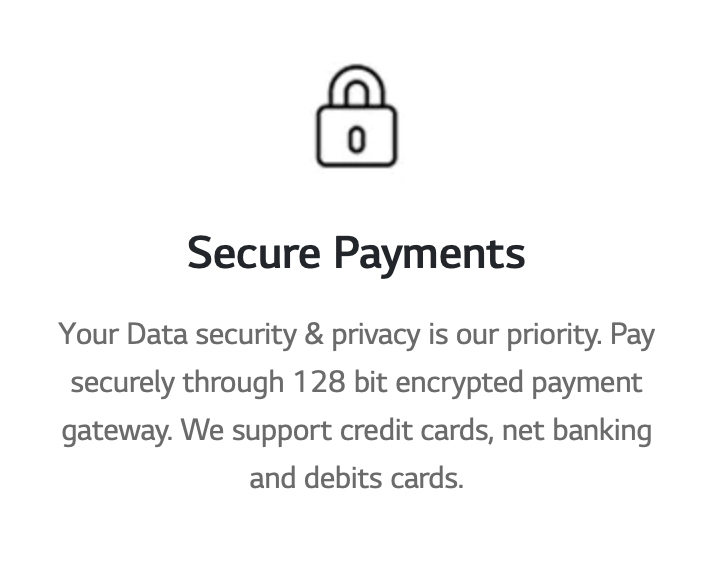 Secure Payments
Your Data security & privacy is our priority. Pay
securely through 128 bit encrypted payment
gateway. We support credit cards, net banking
and debits cards.